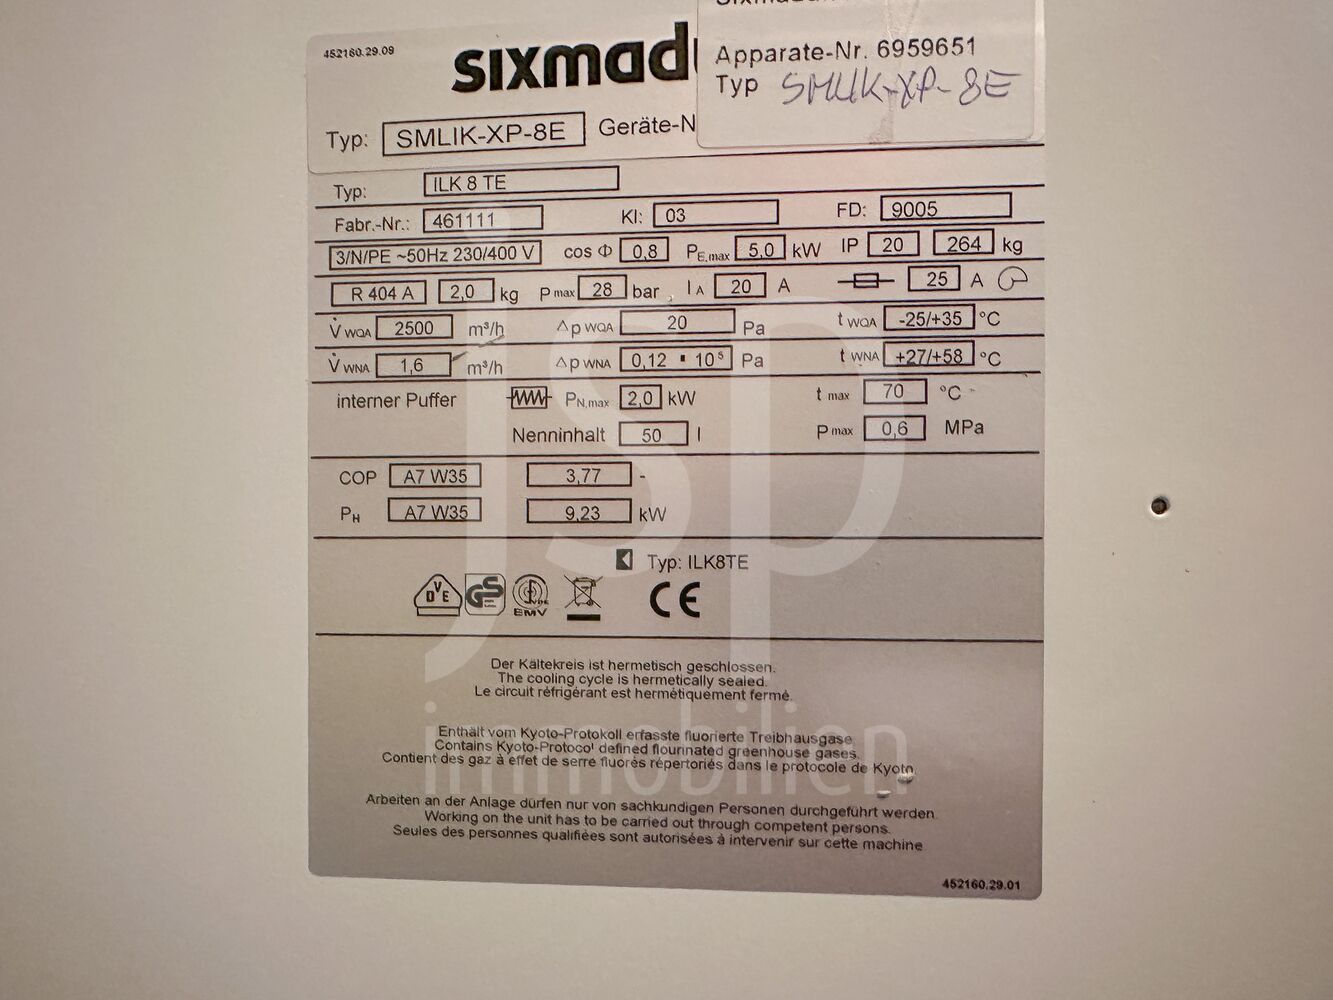 452160.29.09
sixmad
Apparate-Nr. 6959651
Typ SMLIK-XP-8E
Typ: SMLIK-XP-8E Geräte-N
Typ: ILK 8 TE
Fabr.-Nr.: 461111 KI: 03 FD: 9005
3/N/PE ~50Hz 230/400 V cos Φ 0,8 PE,max 5,0 kW IP 20 264 kg
R 404 A 2,0 kg Pmax 28 bar IA 20 A 25 A
V̇ WQA 2500 m³/h Δp WQA 20 Pa t WQA -25/+35 °C
V̇ WNA 1,6 m³/h Δp WNA 0,12 ▪ 10⁵ Pa t WNA +27/+58 °C
interner Puffer PN,max 2,0 kW t max 70 °C
Nenninhalt 50 l P max 0,6 MPa
COP A7 W35 3,77 -
PH A7 W35 9,23 kW
Typ: ILK8TE
VDE GS EMV CE
Der Kältekreis ist hermetisch geschlossen.
The cooling cycle is hermetically sealed.
Le circuit réfrigérant est hermétiquement fermé.
Enthält vom Kyoto-Protokoll erfasste fluorierte Treibhausgase
Contains Kyoto-Protocol defined flourinated greenhouse gases.
Contient des gaz à effet de serre fluorés répertoriés dans le protocole de Kyoto
Arbeiten an der Anlage dürfen nur von sachkundigen Personen durchgeführt werden.
Working on the unit has to be carried out through competent persons.
Seules des personnes qualifiées sont autorisées à intervenir sur cette machine
452160.29.01
jsp
immobilien